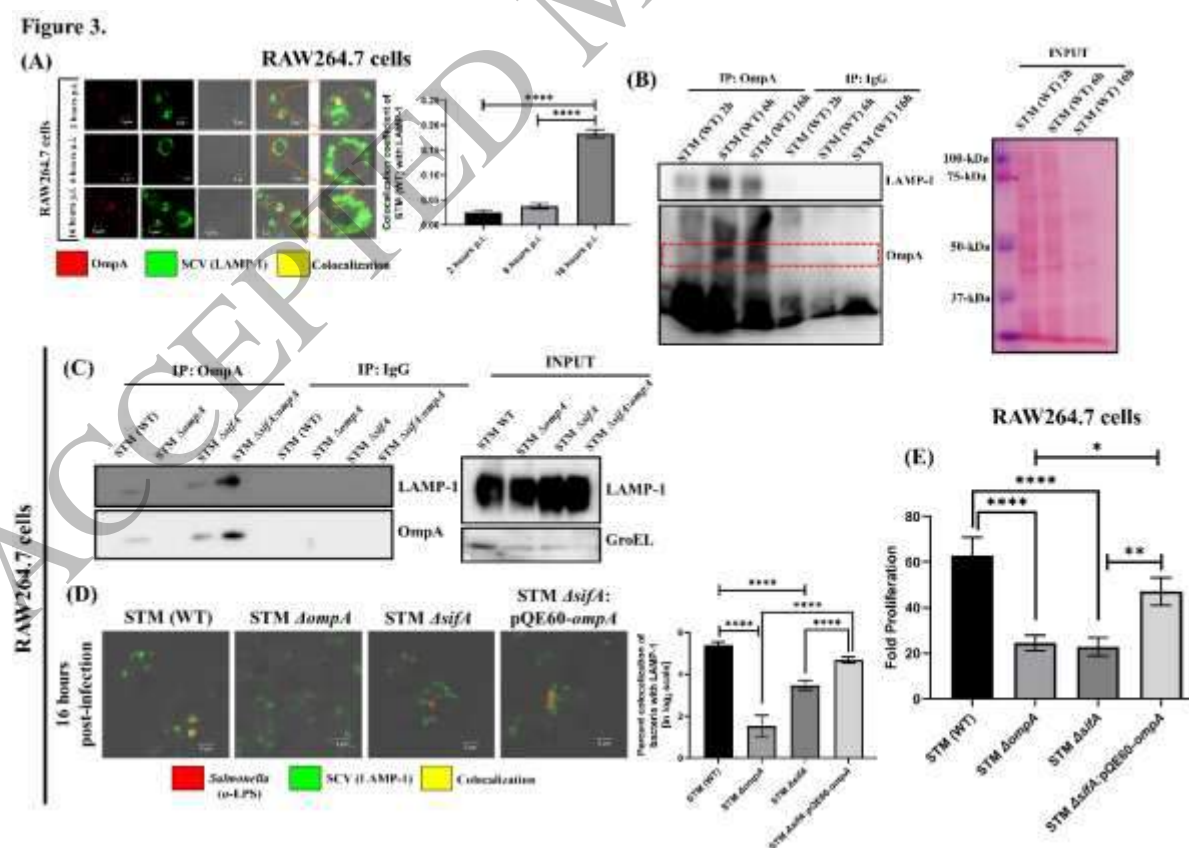 Figure 3.
ACCEPTED M
(A)
RAW264.7 cells
RAW264.7 cells
2 hours p.i.
16 hours p.i.
Colocalization coefficient of
STM (WT) with LAMP-1
****
****
2 hours p.i.
16 hours p.i.
OmpA
SCV (LAMP-1)
Colocalization
(B)
IP: OmpA
IP: IgG
STM (WT) 2h
STM (WT) 6h
STM (WT) 16h
STM (WT) 2h
STM (WT) 6h
STM (WT) 16h
LAMP-1
OmpA
INPUT
STM (WT) 2h
STM (WT) 6h
STM (WT) 16h
100-kDa
75-kDa
50-kDa
37-kDa
RAW264.7 cells
(C)
IP: OmpA
IP: IgG
INPUT
STM (WT)
STM ΔompA
STM ΔsifA
STM ΔsifA:ompA
STM (WT)
STM ΔompA
STM ΔsifA
STM ΔsifA:ompA
STM WT
STM ΔompA
STM ΔsifA
STM ΔsifA:ompA
LAMP-1
OmpA
LAMP-1
GroEL
(D)
STM (WT)
STM ΔompA
STM ΔsifA
STM ΔsifA:
pQE60-ompA
16 hours
post-infection
Salmonella
(α-LPS)
SCV (LAMP-1)
Colocalization
Percent colocalization of
bacteria with LAMP-1
[in log₂ scale]
****
****
****
****
STM (WT)
STM ΔompA
STM ΔsifA
STM ΔsifA:pQE60-ompA
(E)
RAW264.7 cells
*
****
****
**
Fold Proliferation
80
60
40
20
0
STM (WT)
STM ΔompA
STM ΔsifA
STM ΔsifA:pQE60-ompA